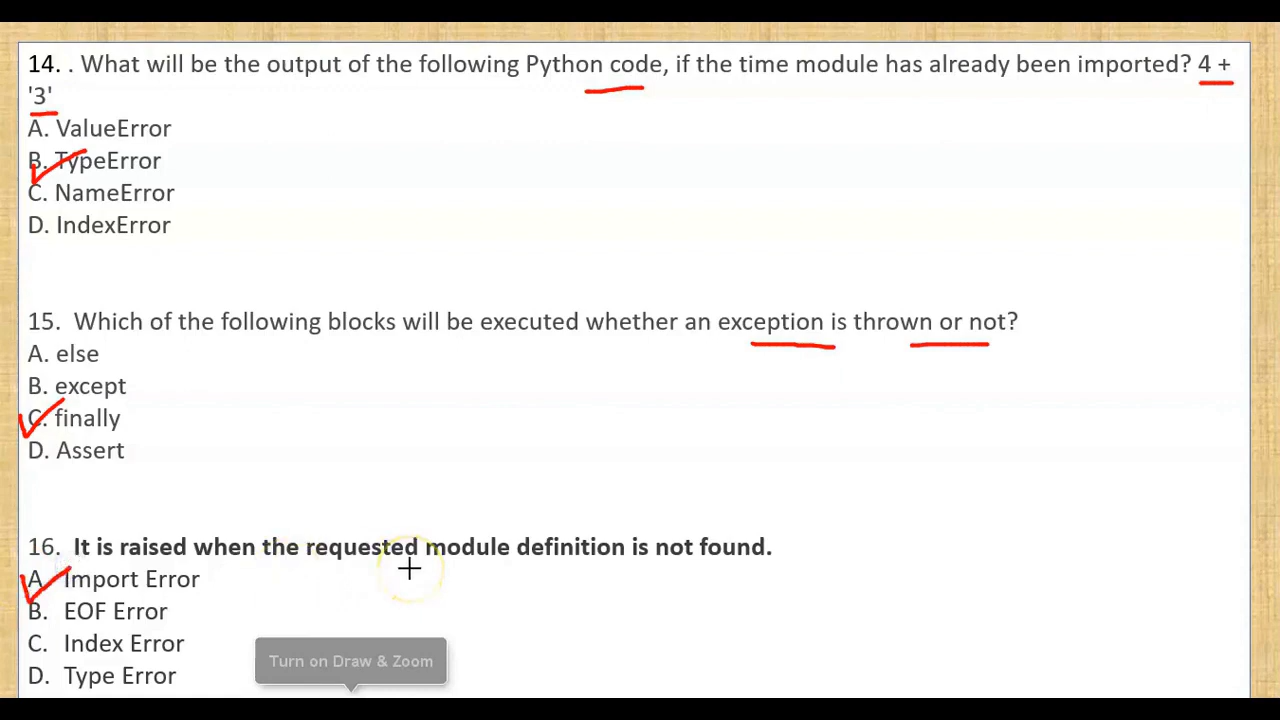 14. . What will be the output of the following Python code, if the time module has already been imported? 4 +
'3'
A. ValueError
B. TypeError
C. NameError
D. IndexError
15. Which of the following blocks will be executed whether an exception is thrown or not?
A. else
B. except
C. finally
D. Assert
16. It is raised when the requested module definition is not found.
A. Import Error
B. EOF Error
C. Index Error
D. Type Error
Turn on Draw & Zoom